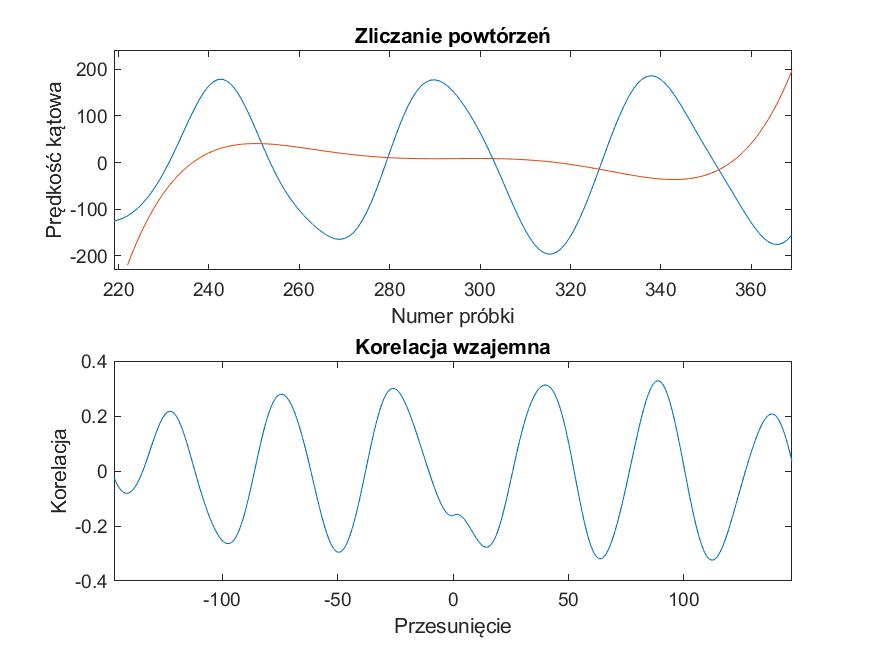 Zliczanie powtórzeń
200
100
0
-100
-200
Prędkość kątowa
220 240 260 280 300 320 340 360
Numer próbki
Korelacja wzajemna
0.4
0.2
0
-0.2
-0.4
Korelacja
-100 -50 0 50 100
Przesunięcie